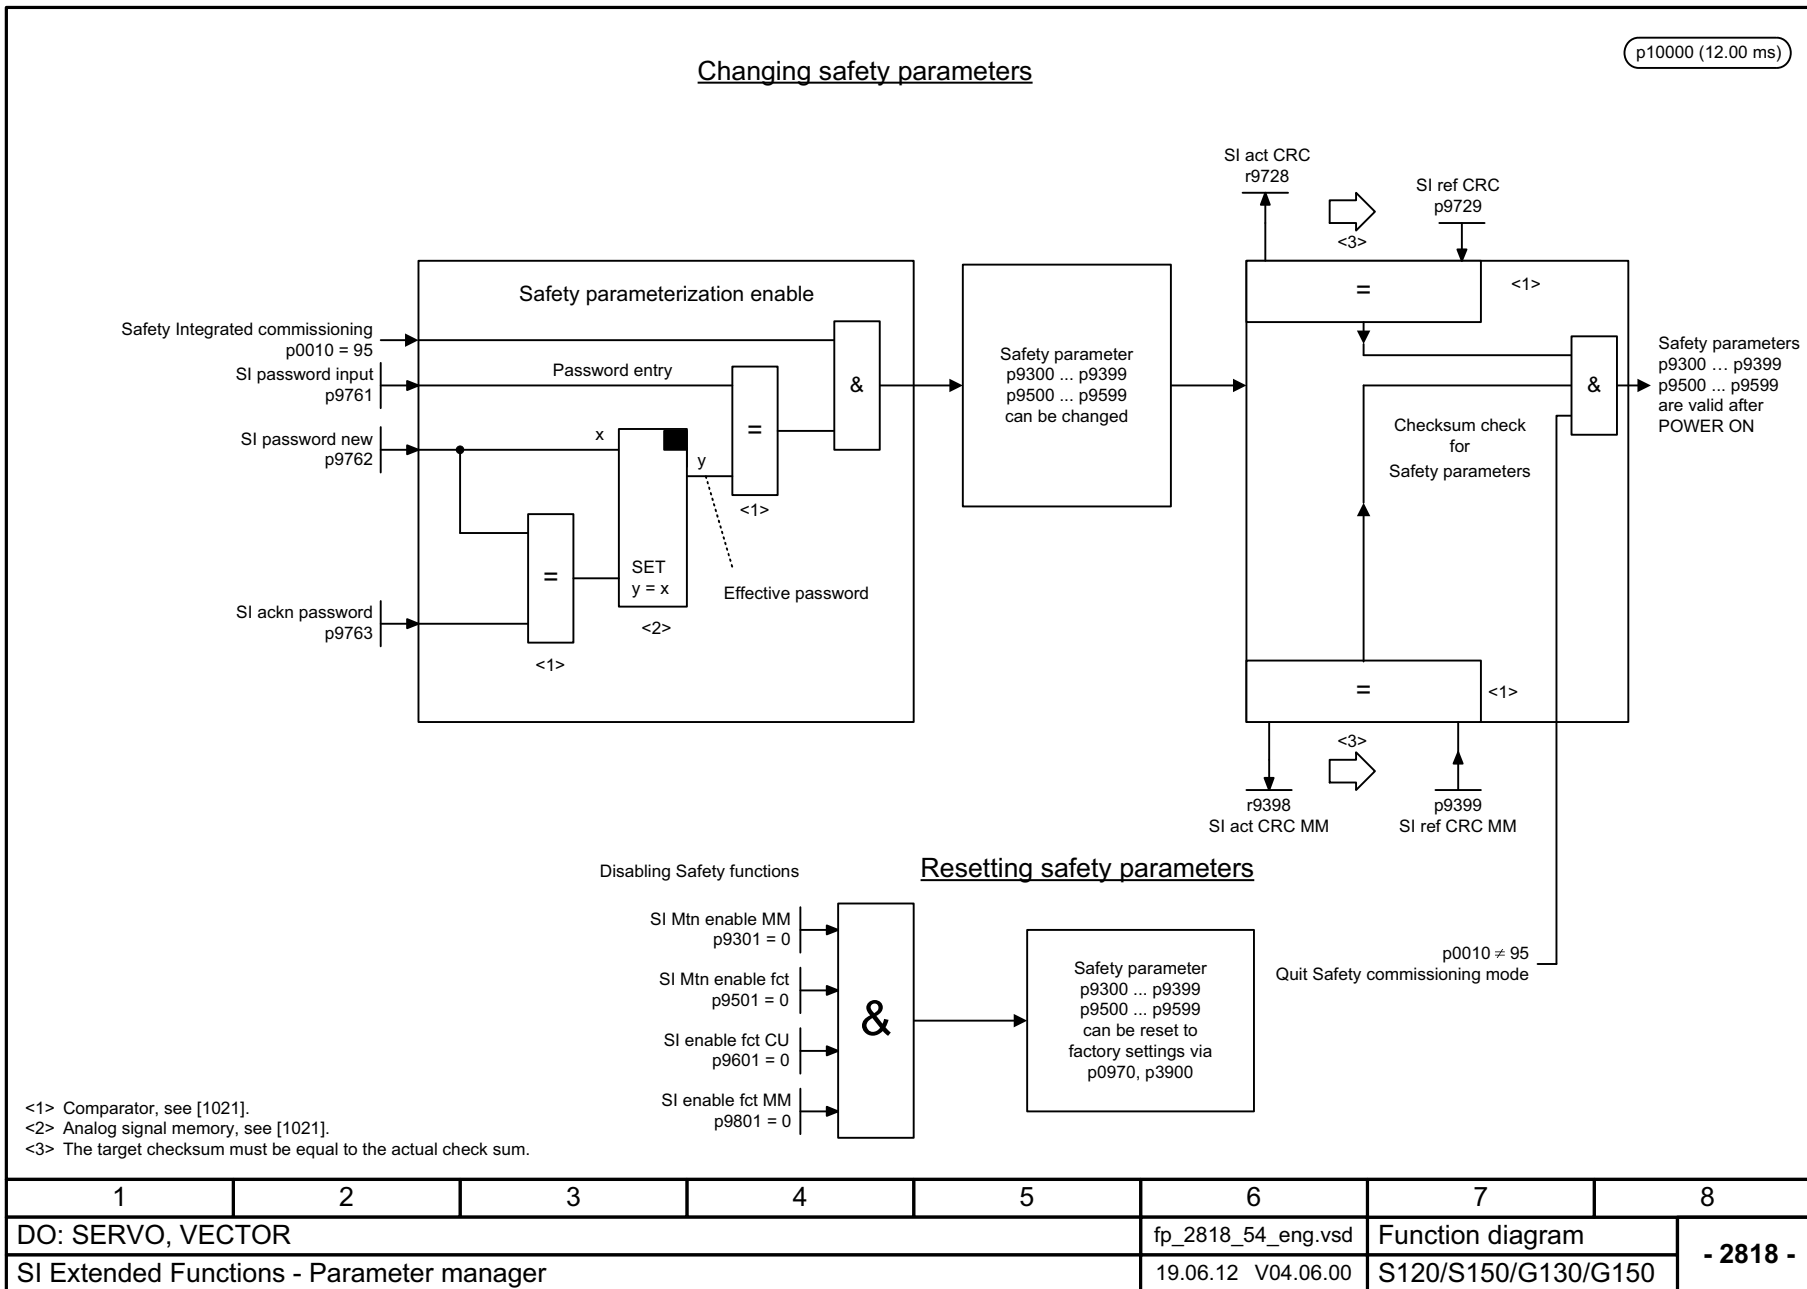 p10000 (12.00 ms)
Changing safety parameters
SI act CRC
r9728
SI ref CRC
p9729
<3>
Safety parameterization enable
=
<1>
Safety Integrated commissioning
p0010 = 95
Password entry
SI password input
p9761
&
=
SI password new
p9762
x
y
<1>
=
SET
y = x
Effective password
SI ackn password
p9763
<2>
<1>
Safety parameter
p9300 ... p9399
p9500 ... p9599
can be changed
&
Safety parameters
p9300 … p9399
p9500 ... p9599
are valid after
POWER ON
Checksum check
for
Safety parameters
=
<1>
<3>
r9398
SI act CRC MM
p9399
SI ref CRC MM
Disabling Safety functions
Resetting safety parameters
SI Mtn enable MM
p9301 = 0
SI Mtn enable fct
p9501 = 0
SI enable fct CU
p9601 = 0
SI enable fct MM
p9801 = 0
&
Safety parameter
p9300 ... p9399
p9500 ... p9599
can be reset to
factory settings via
p0970, p3900
p0010 ≠ 95
Quit Safety commissioning mode
<1> Comparator, see [1021].
<2> Analog signal memory, see [1021].
<3> The target checksum must be equal to the actual check sum.
1 2 3 4 5 6 7 8
DO: SERVO, VECTOR
fp_2818_54_eng.vsd
Function diagram
- 2818 -
SI Extended Functions - Parameter manager
19.06.12 V04.06.00
S120/S150/G130/G150